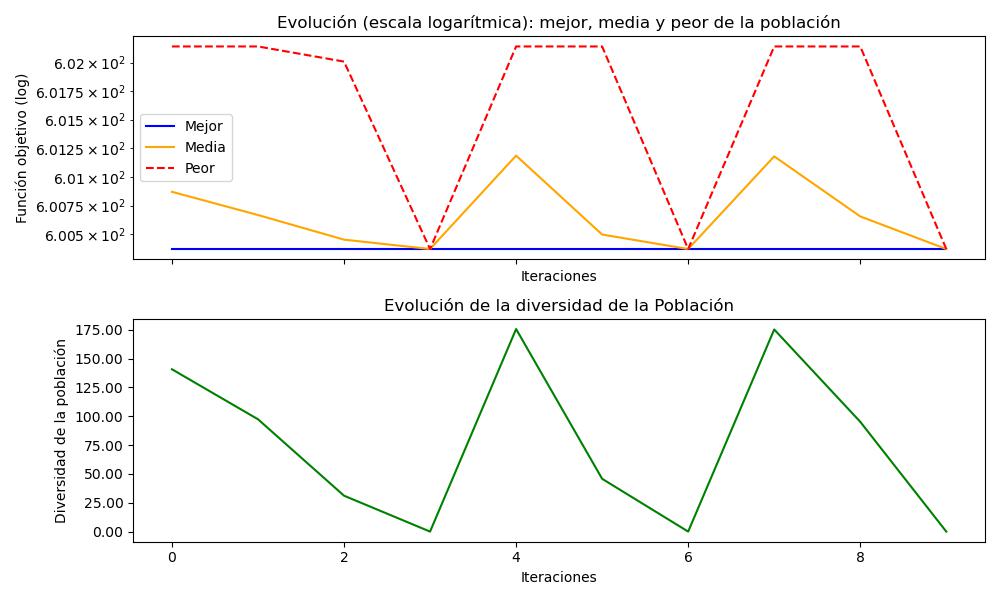 Evolución (escala logarítmica): mejor, media y peor de la población
Función objetivo (log)
6.02 × 10²
6.0175 × 10²
6.015 × 10²
6.0125 × 10²
6.01 × 10²
6.0075 × 10²
6.005 × 10²
Mejor
Media
Peor
Iteraciones
Evolución de la diversidad de la Población
Diversidad de la población
175.00
150.00
125.00
100.00
75.00
50.00
25.00
0.00
0 2 4 6 8
Iteraciones